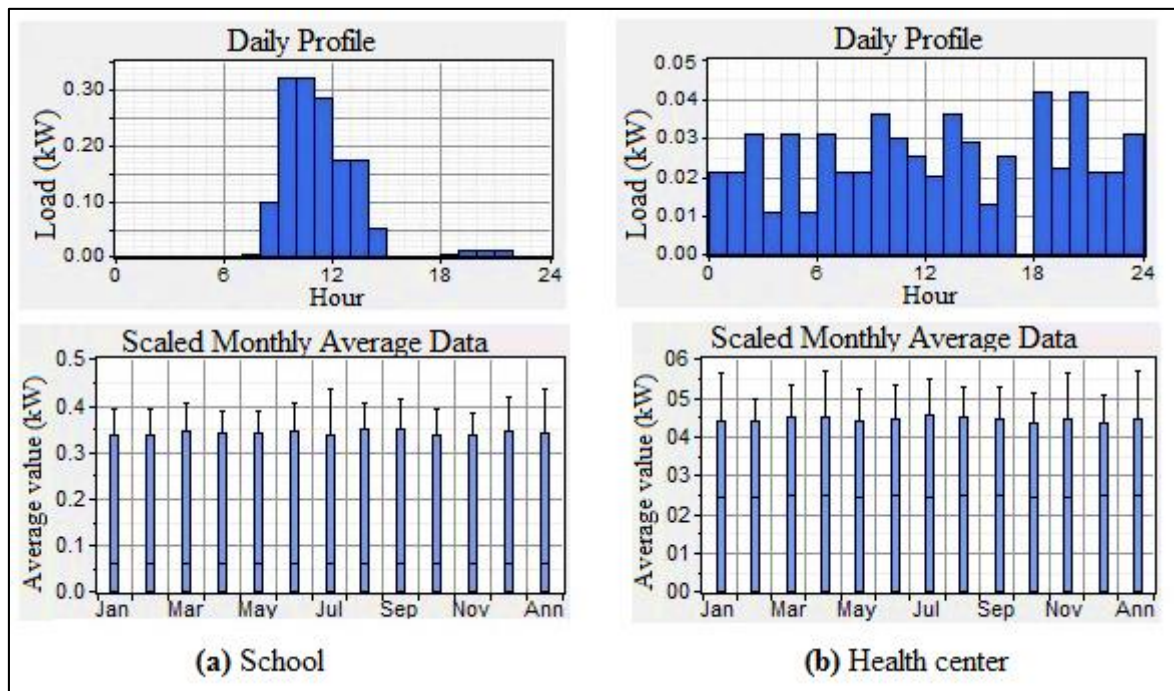 Daily Profile
Load (kW)
0.30
0.20
0.10
0.00
0 6 12 18 24
Hour
Scaled Monthly Average Data
Average value (kW)
0.5
0.4
0.3
0.2
0.1
0.0
Jan Mar May Jul Sep Nov Ann
(a) School
Daily Profile
Load (kW)
0.05
0.04
0.03
0.02
0.01
0.00
0 6 12 18 24
Hour
Scaled Monthly Average Data
Average value (kW)
06
05
04
03
02
01
00
Jan Mar May Jul Sep Nov Ann
(b) Health center